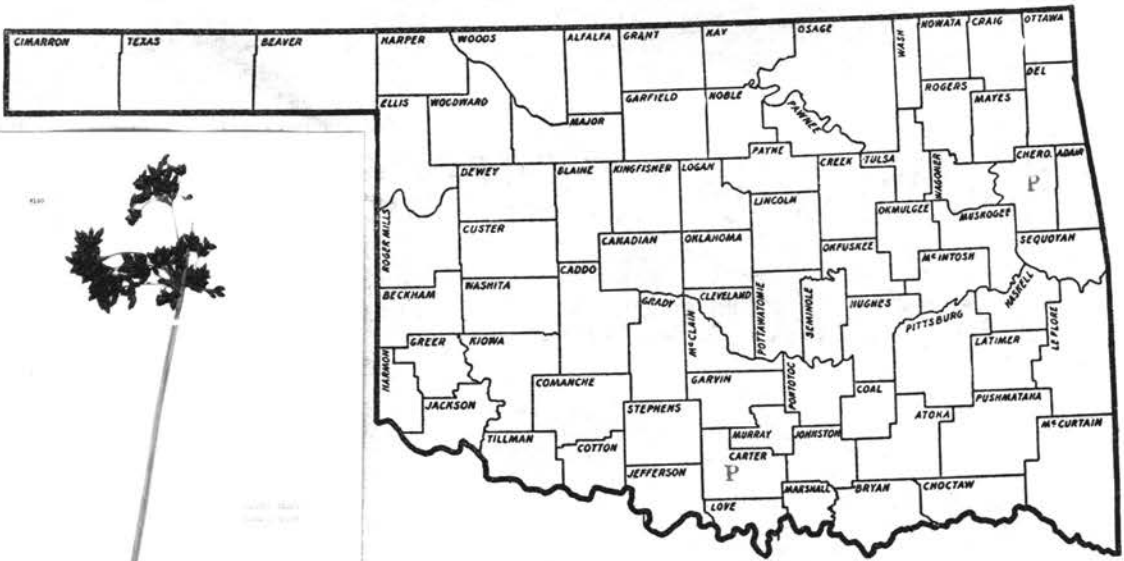 CIMARRON TEXAS BEAVER HARPER WOODS ALFALFA GRANT KAY OSAGE WASH NOWATA CRAIG OTTAWA
DEL
ELLIS WOODWARD GARFIELD NOBLE PAWNEE ROGERS MAYES
MAJOR
PAYNE CREEK TULSA WAGONER CHERO. ADAIR
DEWEY BLAINE KINGFISHER LOGAN
P
LINCOLN
ROGER MILLS CUSTER OKMULGEE MUSKOGEE
CANADIAN OKLAHOMA OKFUSKEE SEQUOYAH
McINTOSH
CADDO
BECKHAM WASHITA GRADY CLEVELAND POTTAWATOMIE SEMINOLE HUGHES HASKELL
McCLAIN PITTSBURG LE FLORE
HARMON GREER KIOWA LATIMER
COMANCHE GARVIN PONTOTOC COAL
JACKSON STEPHENS ATOKA PUSHMATAHA
TILLMAN COTTON MURRAY JOHNSTON McCURTAIN
CARTER
JEFFERSON P
MARSHALL BRYAN CHOCTAW
LOVE